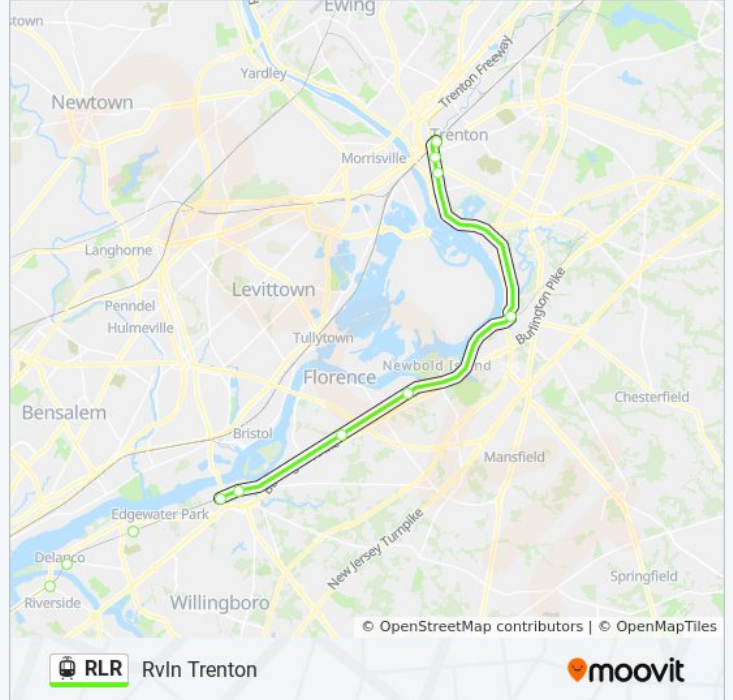 Ewing
stown
Yardley
Trenton Freeway
Newtown
Trenton
Morrisville
Langhorne
Levittown
Burlington Pike
Penndel
Hulmeville
Tullytown
Newbold Island
Florence
Chesterfield
Bensalem
Bristol
Mansfield
Edgewater Park
New Jersey Turnpike
Delanco
Springfield
Riverside
Willingboro
© OpenStreetMap contributors | © OpenMapTiles
RLR Rvln Trenton
moovit